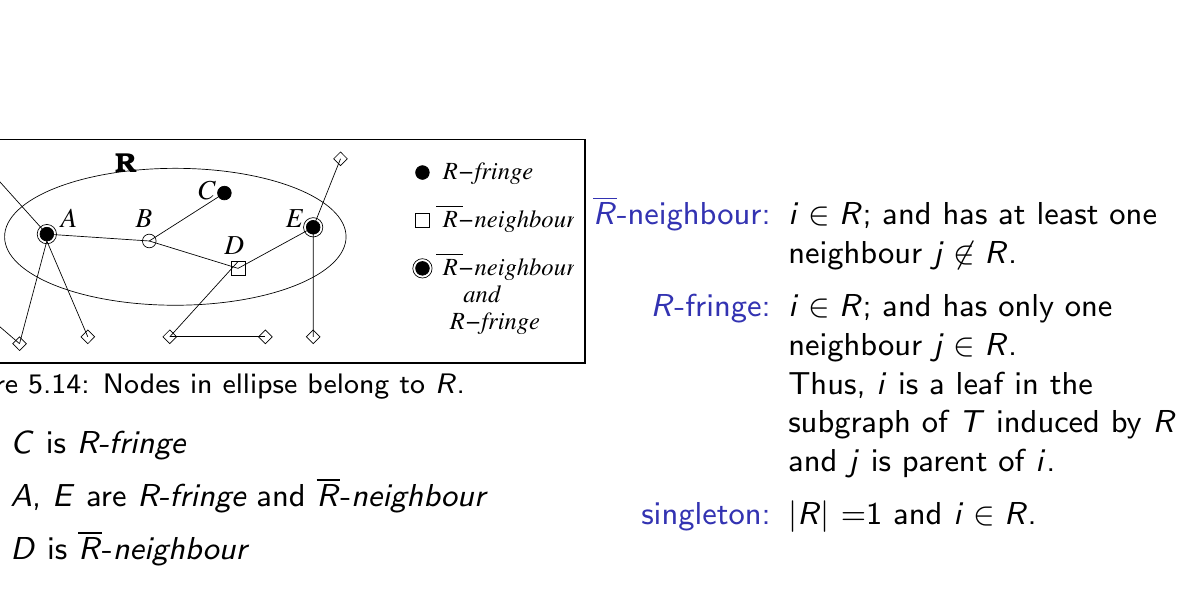 R
A
B
C
D
E
R−fringe
R̅−neighbour
R̅−neighbour
and
R−fringe
5.14: Nodes in ellipse belong to R.
C is R-fringe
A, E are R-fringe and R̅-neighbour
D is R̅-neighbour
R̅-neighbour: i ∈ R; and has at least one
neighbour j ∉ R.
R-fringe: i ∈ R; and has only one
neighbour j ∈ R.
Thus, i is a leaf in the
subgraph of T induced by R
and j is parent of i.
singleton: |R| =1 and i ∈ R.